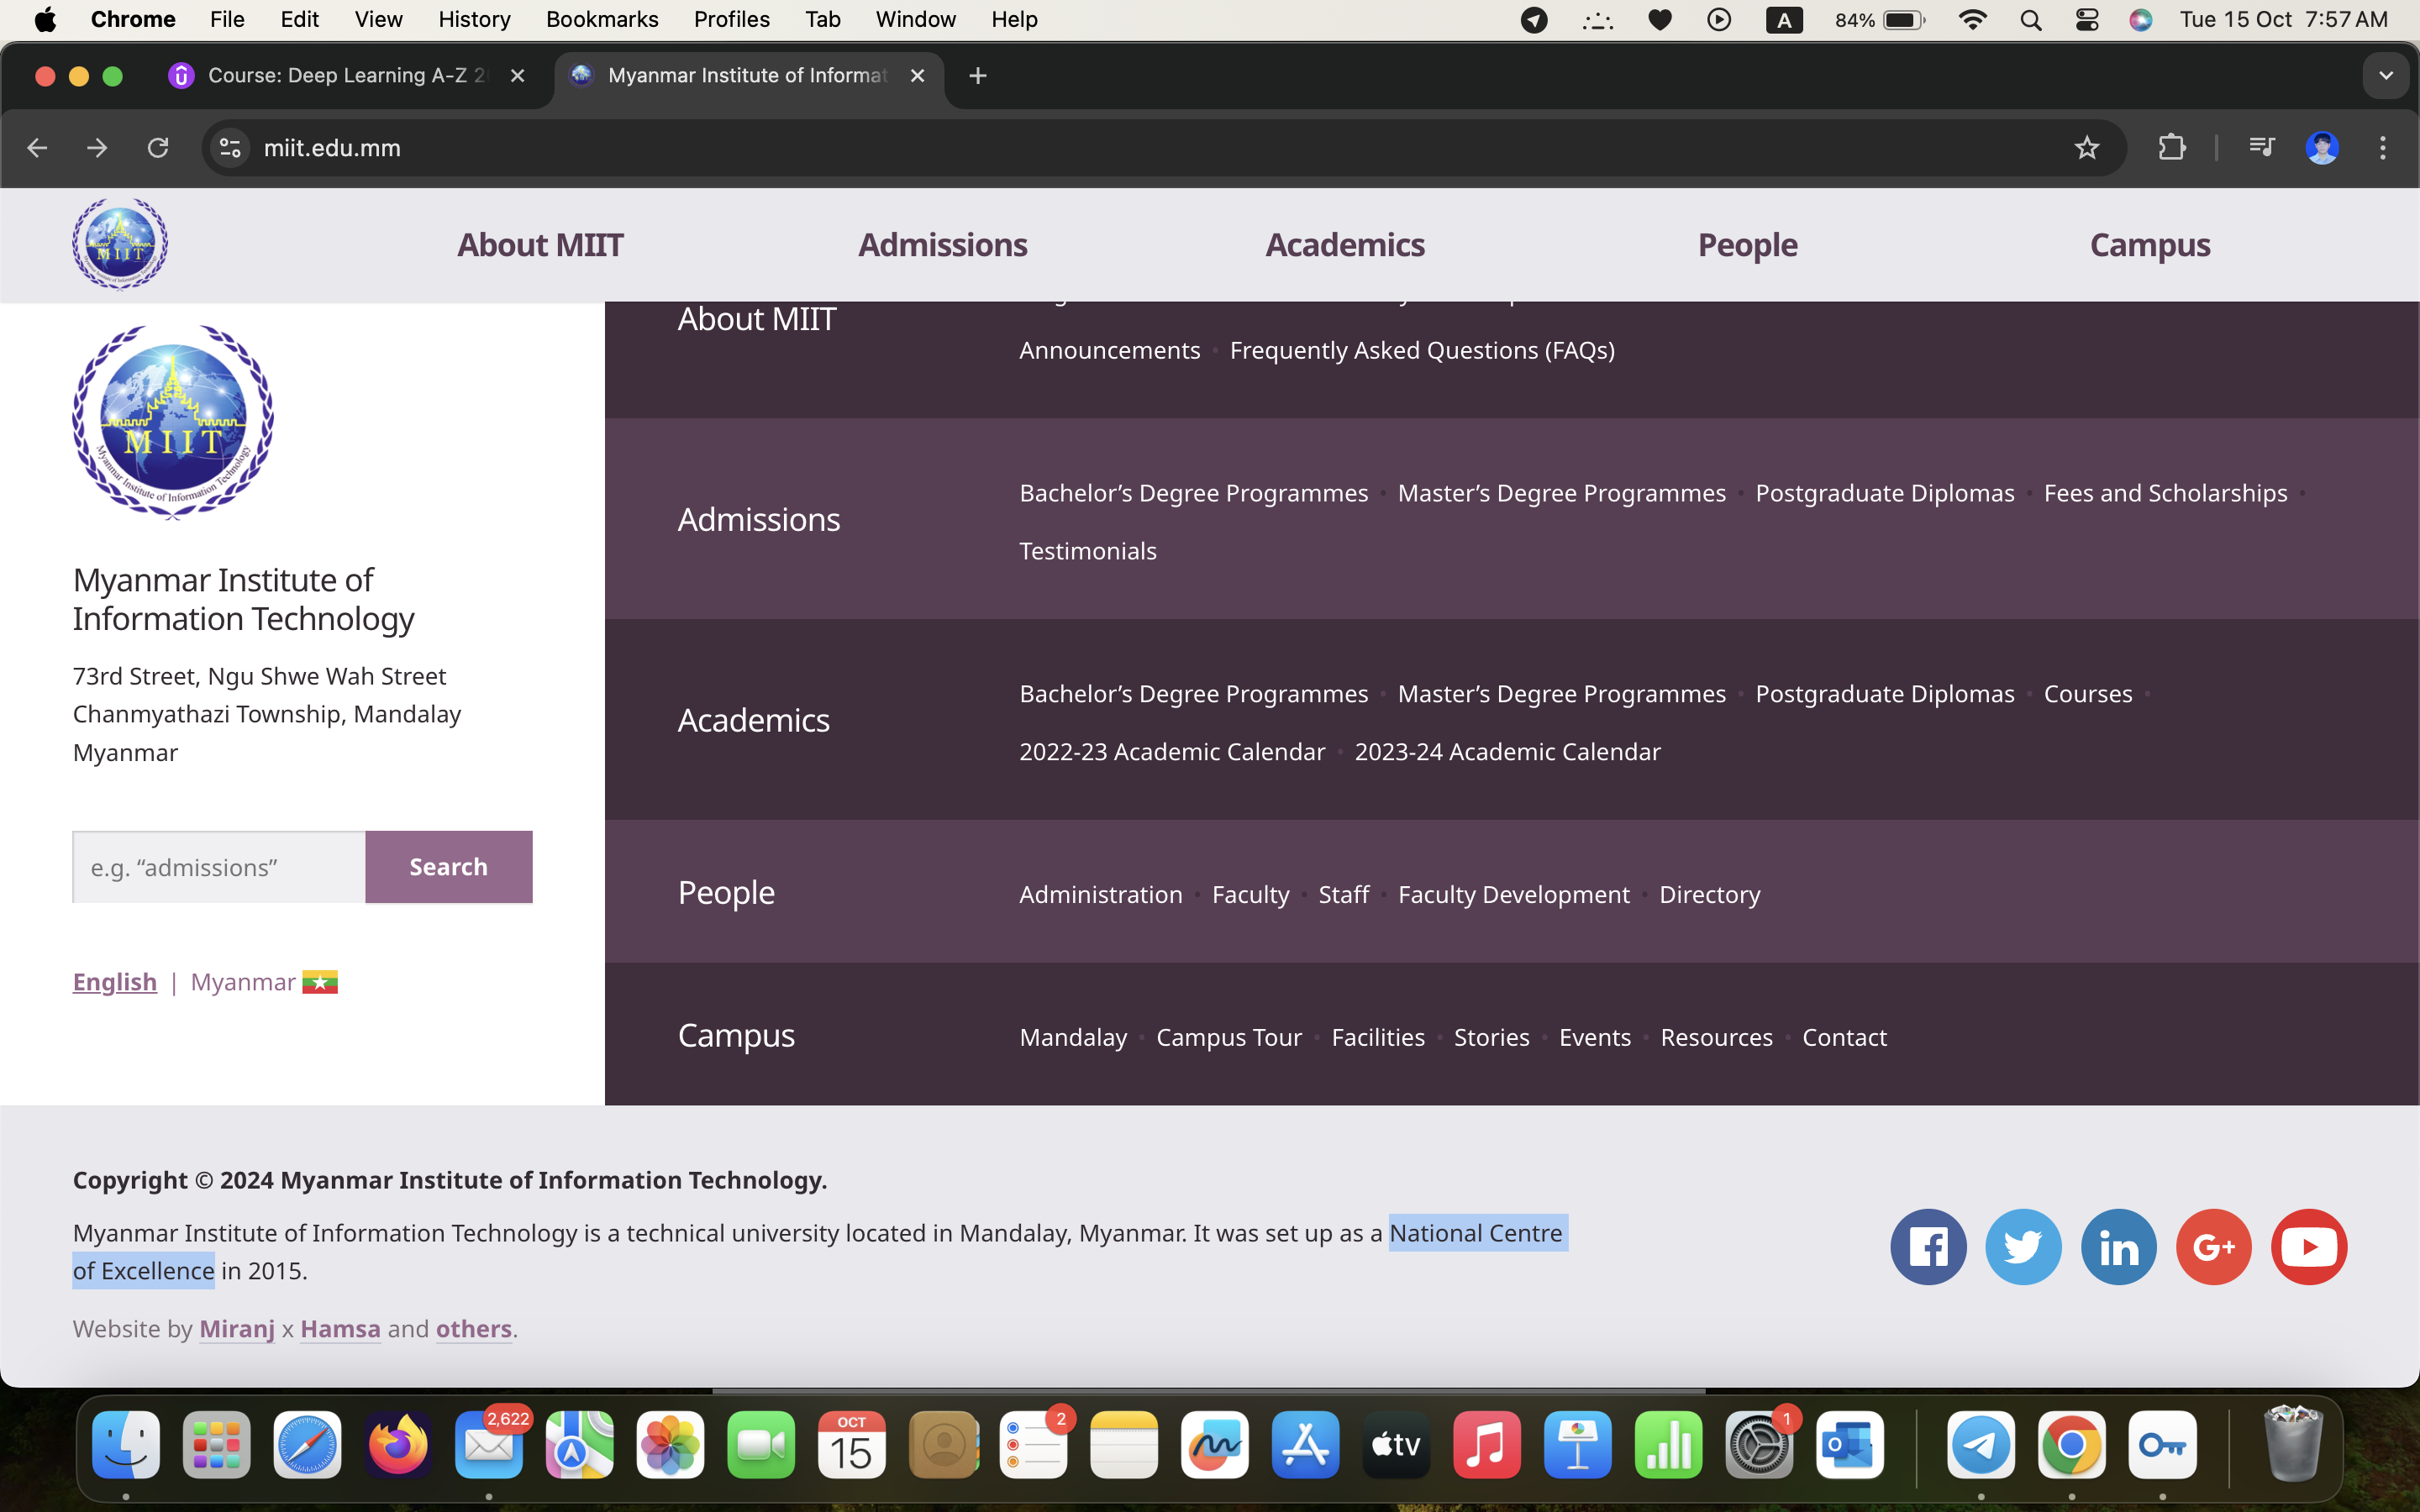 Chrome File Edit View History Bookmarks Profiles Tab Window Help A 84% Tue 15 Oct 7:57 AM
Course: Deep Learning A-Z Myanmar Institute of Informat
miit.edu.mm
MIIT About MIIT Admissions Academics People Campus
About MIIT
Announcements • Frequently Asked Questions (FAQs)
MIIT
Myanmar Institute of Information Technology
Bachelor’s Degree Programmes • Master’s Degree Programmes • Postgraduate Diplomas • Fees and Scholarships •
Admissions
Testimonials
Myanmar Institute of
Information Technology
73rd Street, Ngu Shwe Wah Street
Chanmyathazi Township, Mandalay
Myanmar
Bachelor’s Degree Programmes • Master’s Degree Programmes • Postgraduate Diplomas • Courses •
Academics
2022-23 Academic Calendar • 2023-24 Academic Calendar
e.g. “admissions” Search
People
Administration • Faculty • Staff • Faculty Development • Directory
English | Myanmar
Campus
Mandalay • Campus Tour • Facilities • Stories • Events • Resources • Contact
Copyright © 2024 Myanmar Institute of Information Technology.
Myanmar Institute of Information Technology is a technical university located in Mandalay, Myanmar. It was set up as a National Centre
of Excellence in 2015.
Website by Miranj x Hamsa and others.
in G+
2,622 OCT 15 2 tv 1 O